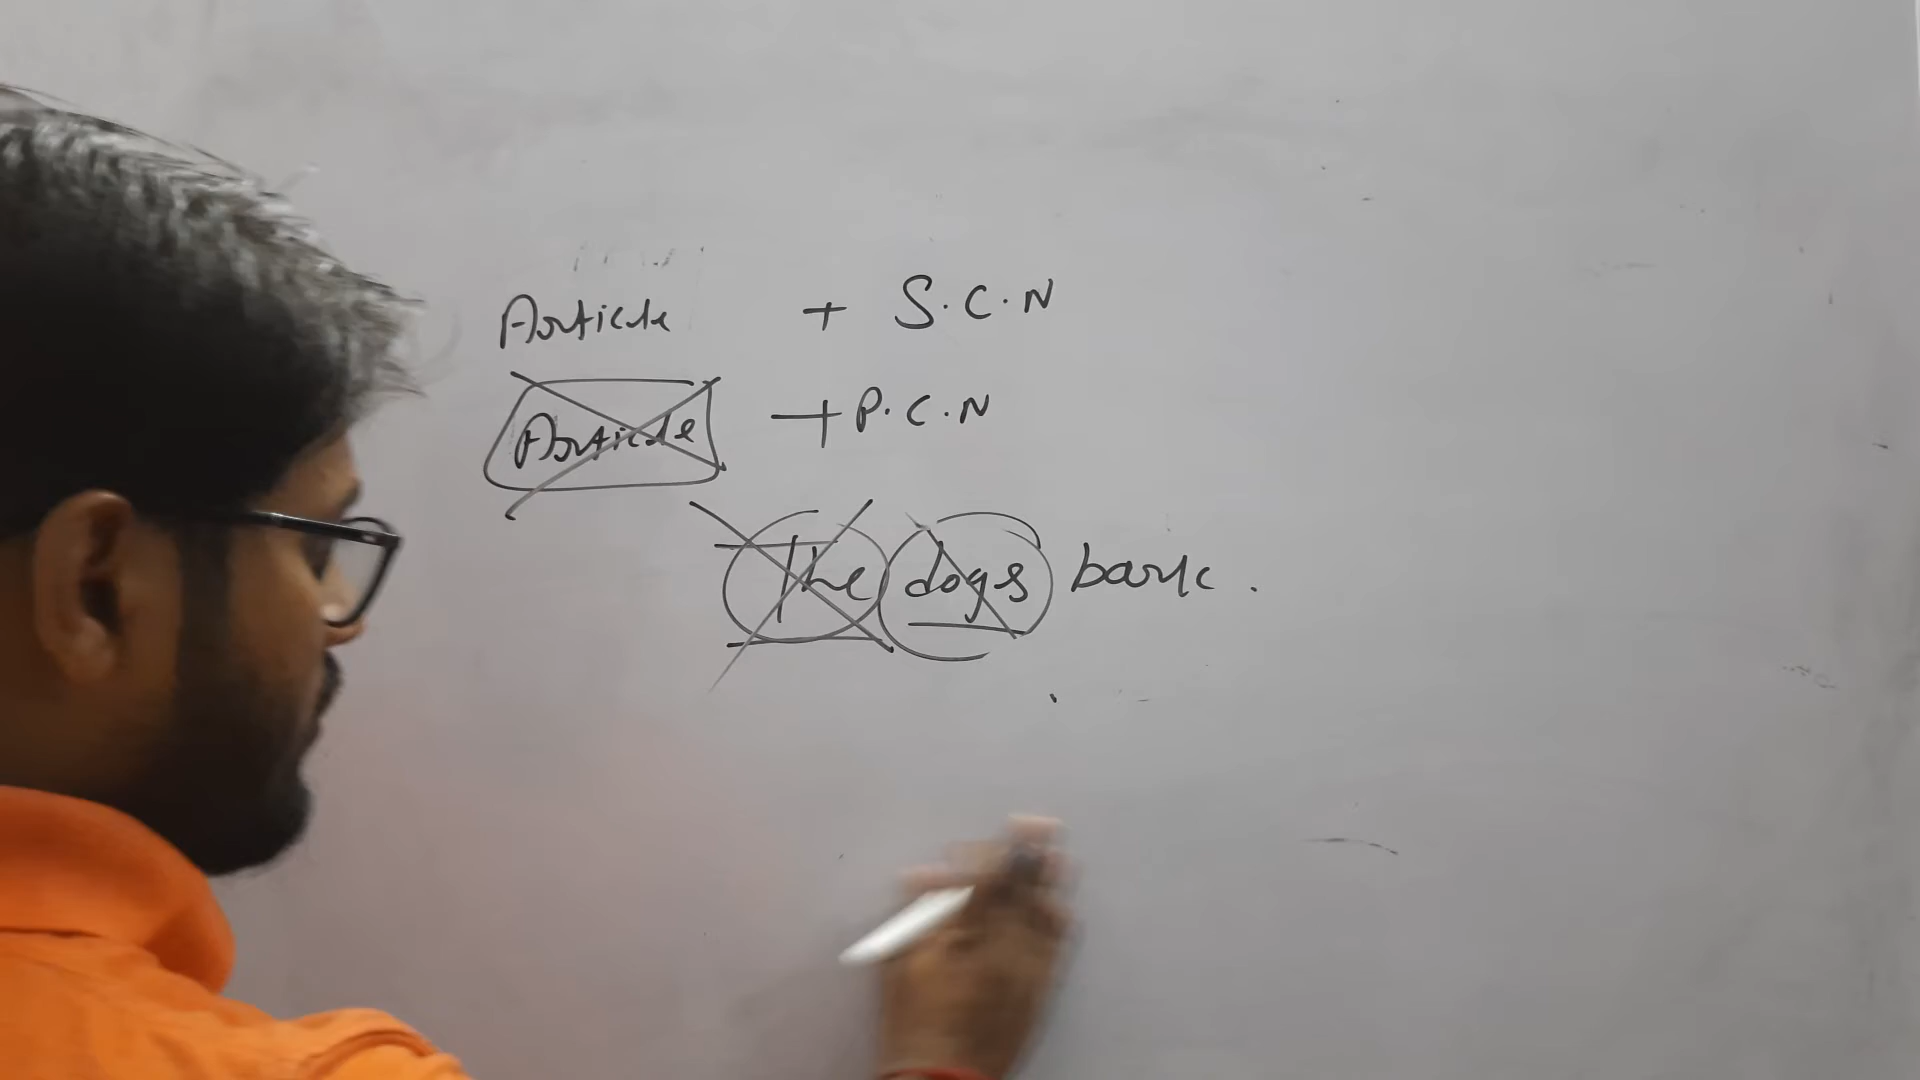 Article + S.C.N
Article + P.C.N
The dogs bark.